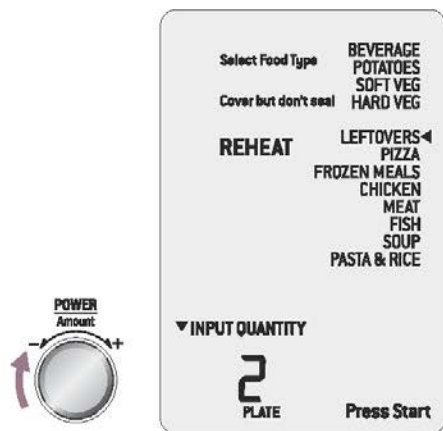 Select Food Type
Cover but don't seal
BEVERAGE
POTATOES
SOFT VEG
HARD VEG
REHEAT
LEFTOVERS
PIZZA
FROZEN MEALS
CHICKEN
MEAT
FISH
SOUP
PASTA & RICE
POWER
Amount
- +
INPUT QUANTITY
2
PLATE
Press Start